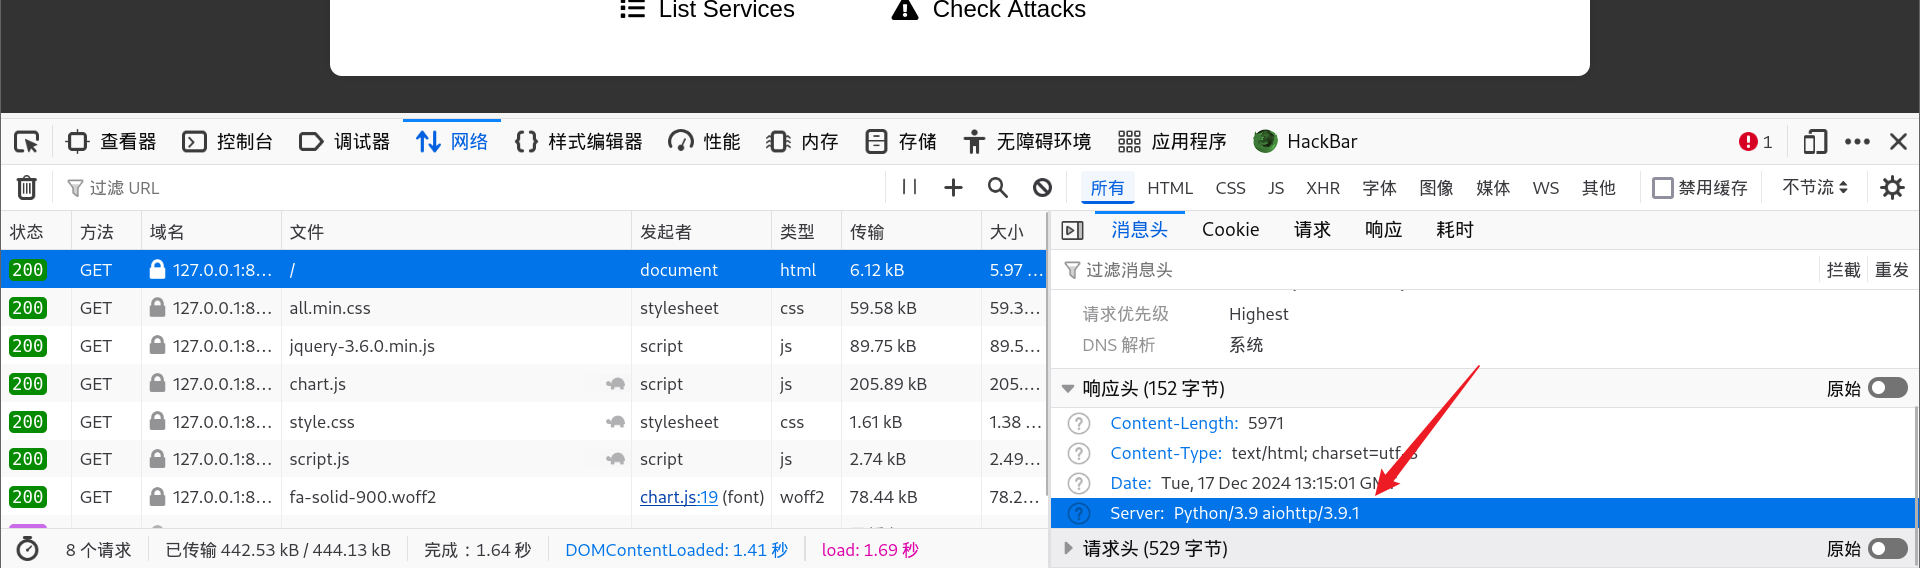 List Services Check Attacks
查看器 控制台 调试器 网络 {} 样式编辑器 性能 内存 存储 无障碍环境 应用程序 HackBar 1
过滤 URL 所有 HTML CSS JS XHR 字体 图像 媒体 WS 其他 禁用缓存 不节流
状态 方法 域名 文件 发起者 类型 传输 大小
200 GET 127.0.0.1:8... / document html 6.12 kB 5.97 ...
200 GET 127.0.0.1:8... all.min.css stylesheet css 59.58 kB 59.3...
200 GET 127.0.0.1:8... jquery-3.6.0.min.js script js 89.75 kB 89.5...
200 GET 127.0.0.1:8... chart.js script js 205.89 kB 205....
200 GET 127.0.0.1:8... style.css stylesheet css 1.61 kB 1.38 ...
200 GET 127.0.0.1:8... script.js script js 2.74 kB 2.49...
200 GET 127.0.0.1:8... fa-solid-900.woff2 chart.js:19 (font) woff2 78.44 kB 78.2...
8 个请求 已传输 442.53 kB / 444.13 kB 完成：1.64 秒 DOMContentLoaded: 1.41 秒 load: 1.69 秒
消息头 Cookie 请求 响应 耗时
过滤消息头 拦截 重发
请求优先级 Highest
DNS 解析 系统
响应头 (152 字节) 原始
Content-Length: 5971
Content-Type: text/html; charset=utf
Date: Tue, 17 Dec 2024 13:15:01
Server: Python/3.9 aiohttp/3.9.1
请求头 (529 字节) 原始